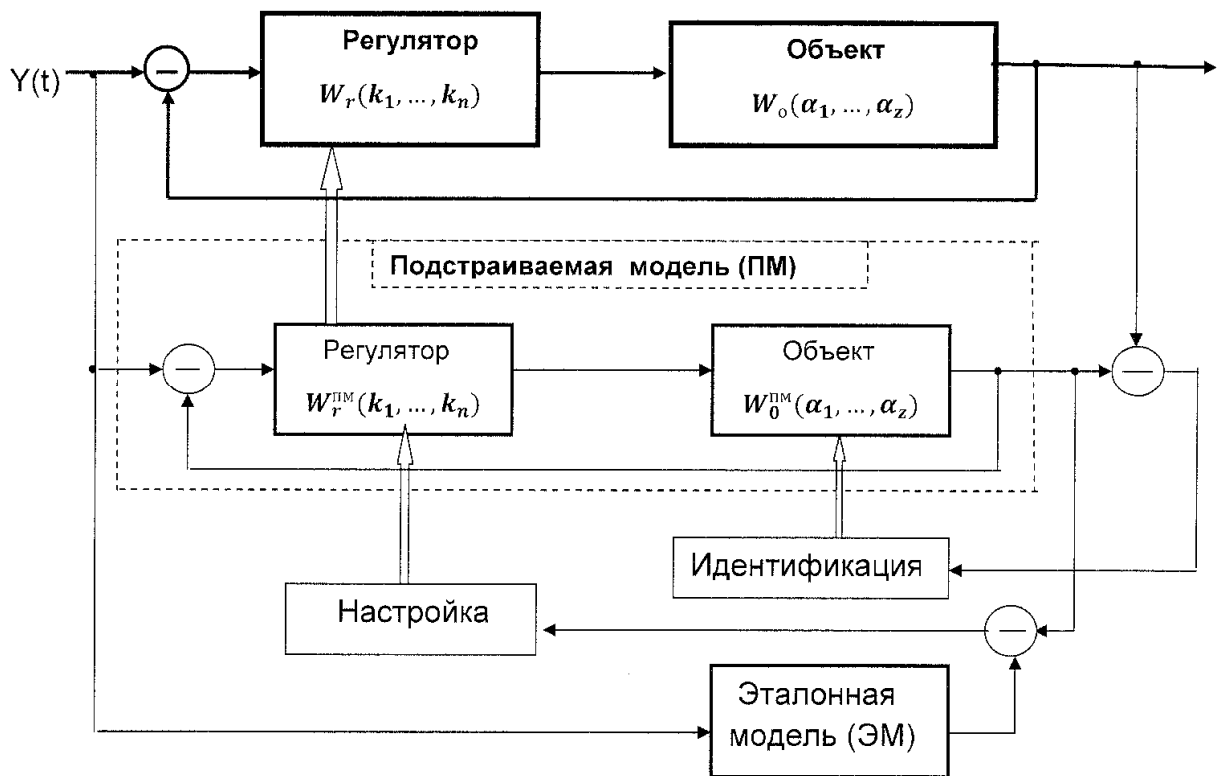 Регулятор
Объект
Y(t)
−
W_r(k_1, …, k_n)
W_o(α_1, …, α_z)
Подстраиваемая модель (ПМ)
Регулятор
Объект
−
−
W_r^{ПМ}(k_1, …, k_n)
W_0^{ПМ}(α_1, …, α_z)
Идентификация
Настройка
−
Эталонная
модель (ЭМ)